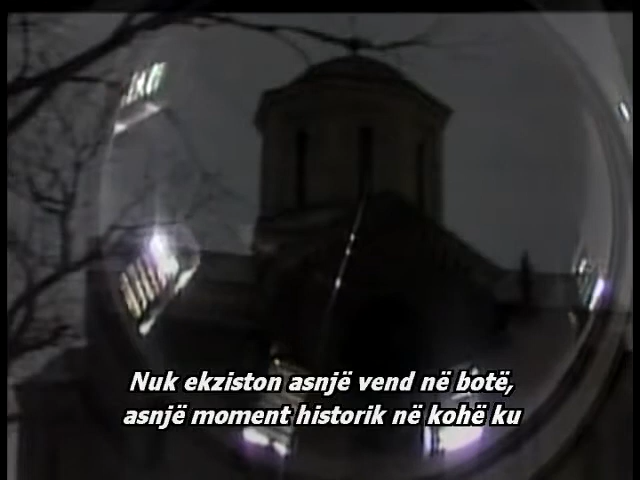 Nuk ekziston asnjë vend në botë,
asnjë moment historik në kohë ku